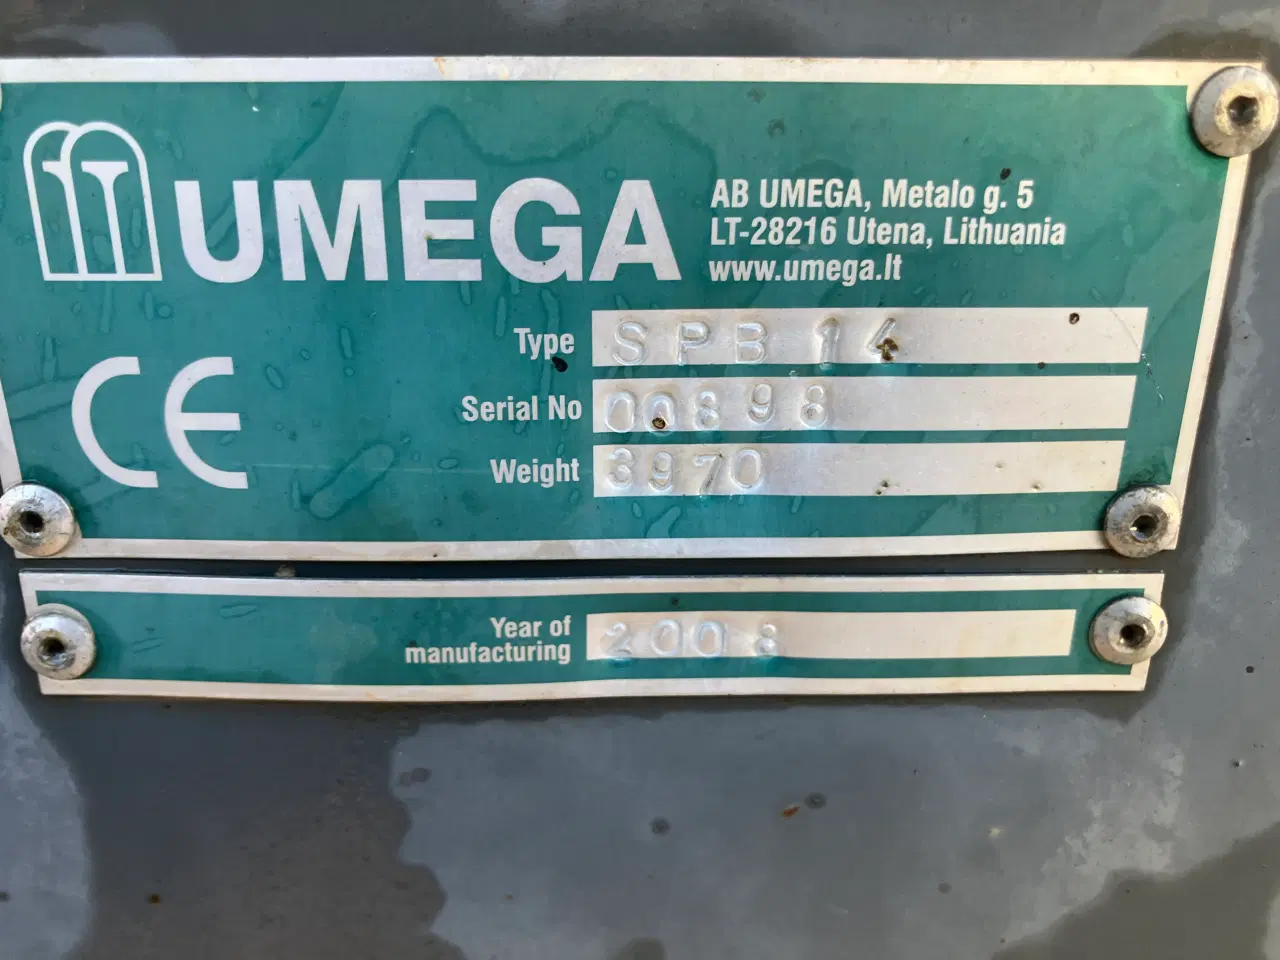 UMEGA
AB UMEGA, Metalo g. 5
LT-28216 Utena, Lithuania
www.umega.lt
CE
Type SPB 14
Serial No 00898
Weight 3970
Year of
manufacturing 2008